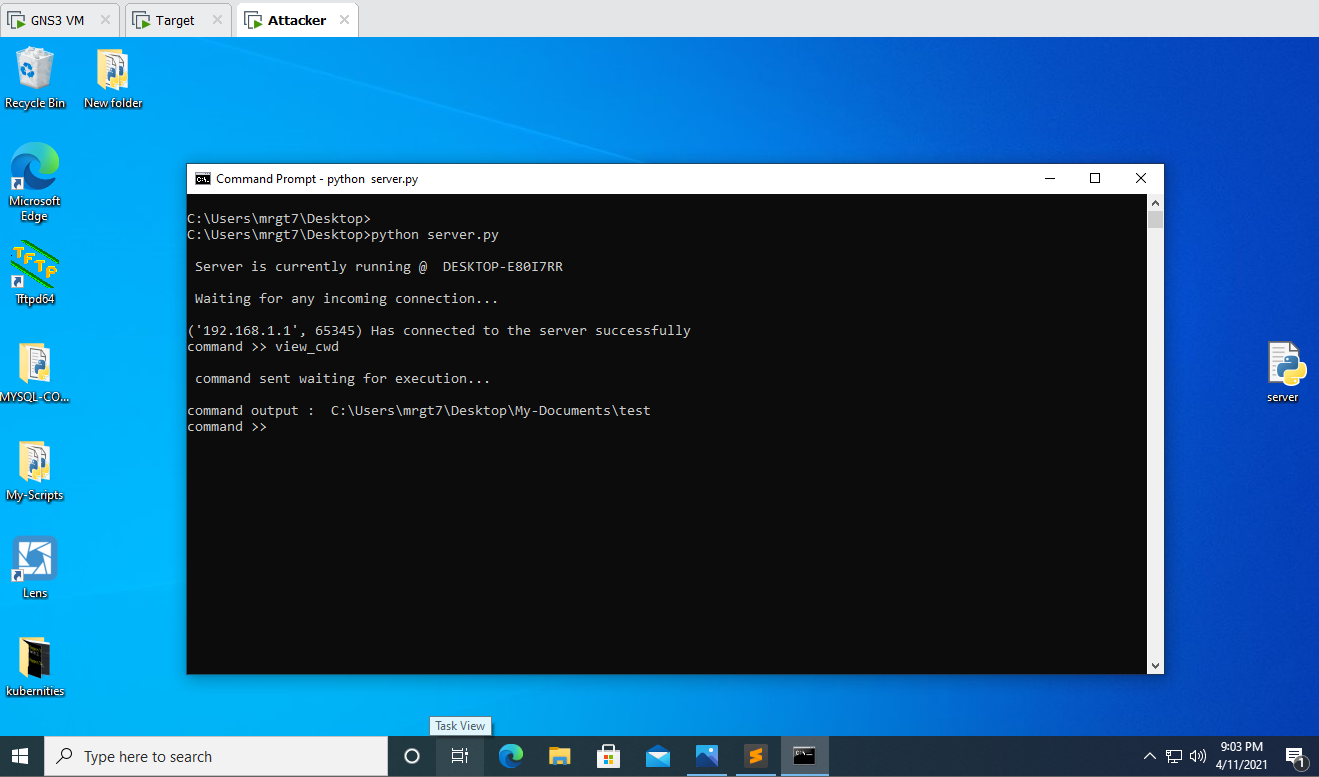 GNS3 VM
Target
Attacker
Recycle Bin
New folder
Microsoft
Edge
TFTP
Tftpd64
MYSQL-CO...
My-Scripts
Lens
kubernities
C:\
Command Prompt - python  server.py
C:\Users\mrgt7\Desktop>
C:\Users\mrgt7\Desktop>python server.py
Server is currently running @  DESKTOP-E80I7RR
Waiting for any incoming connection...
('192.168.1.1', 65345) Has connected to the server successfully
command >> view_cwd
command sent waiting for execution...
command output :  C:\Users\mrgt7\Desktop\My-Documents\test
command >>
server
Task View
Type here to search
9:03 PM
4/11/2021
1